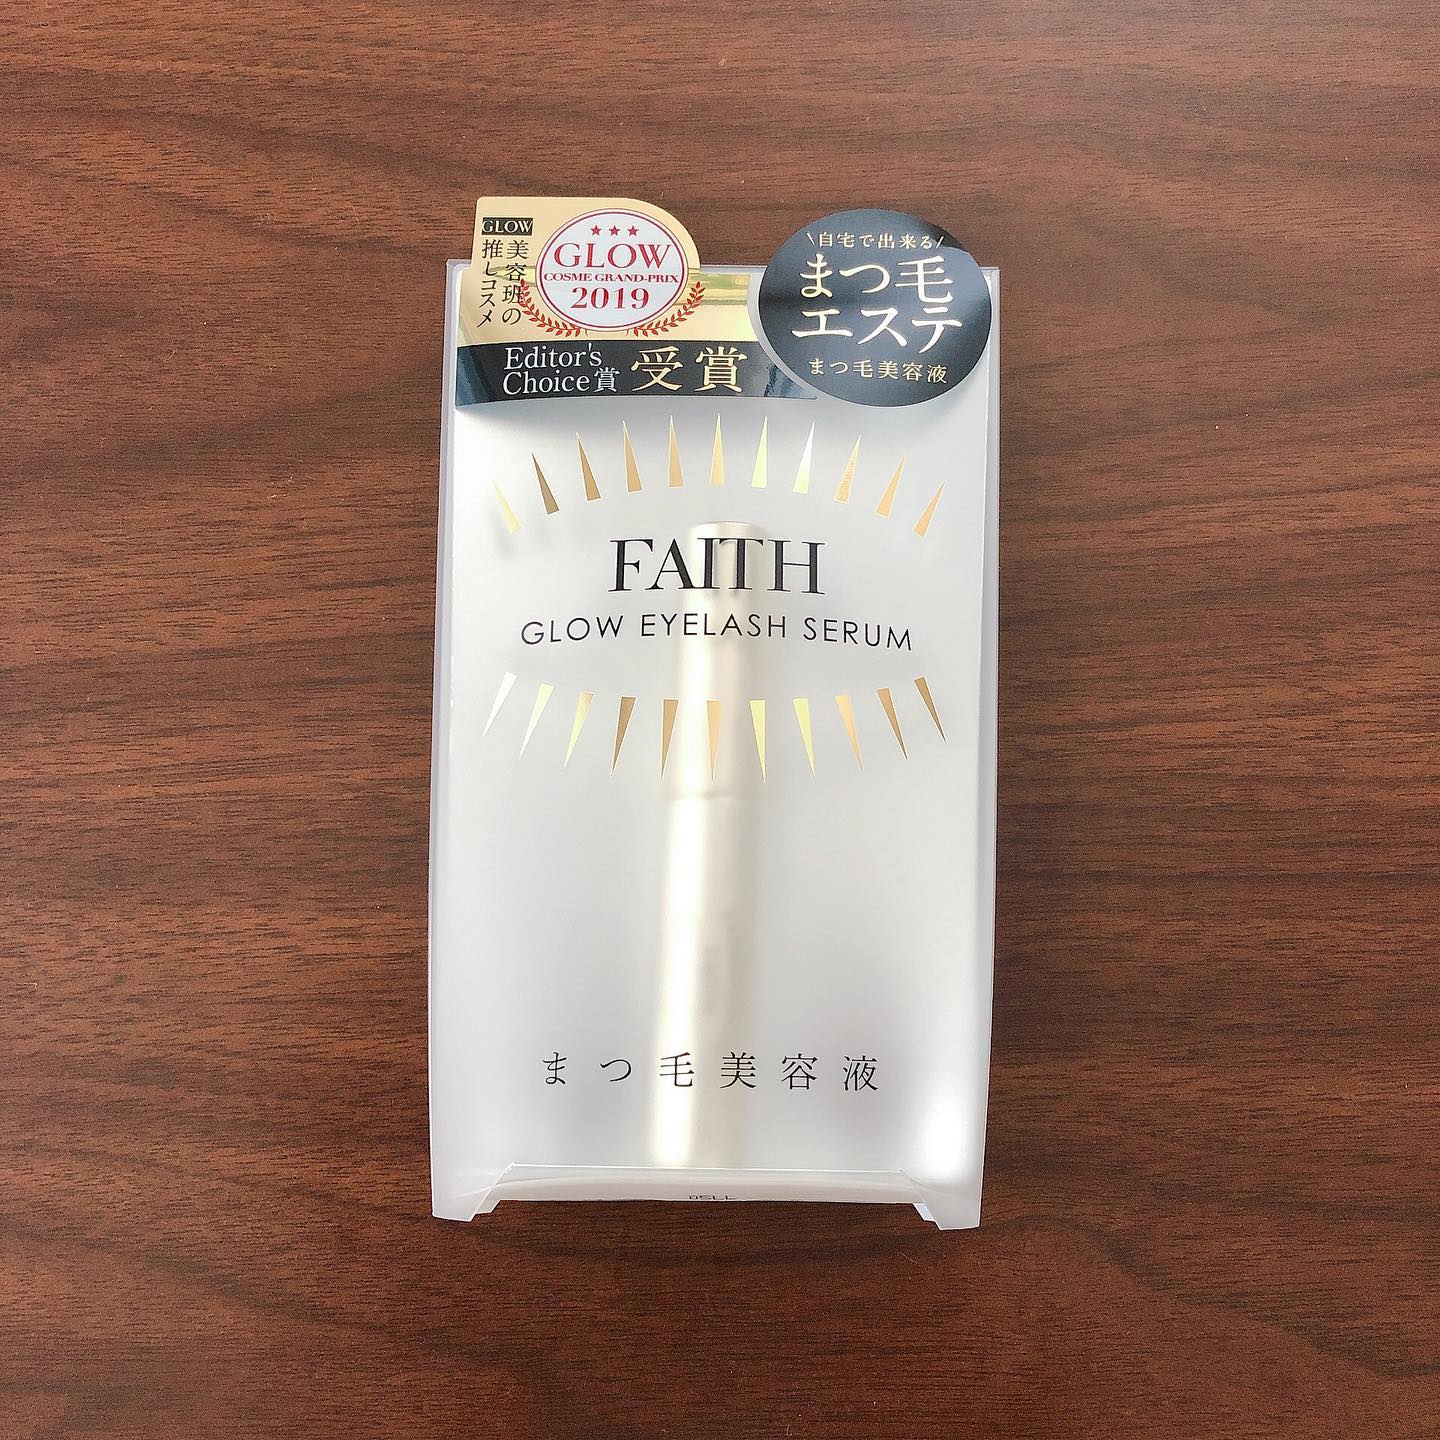 GLOW
美容班の
推しコスメ
GLOW
COSME GRAND-PRIX
2019
Editor's
Choice賞 受賞
\自宅で出来る/
まつ毛
エステ
まつ毛美容液
FAITH
GLOW EYELASH SERUM
まつ毛美容液